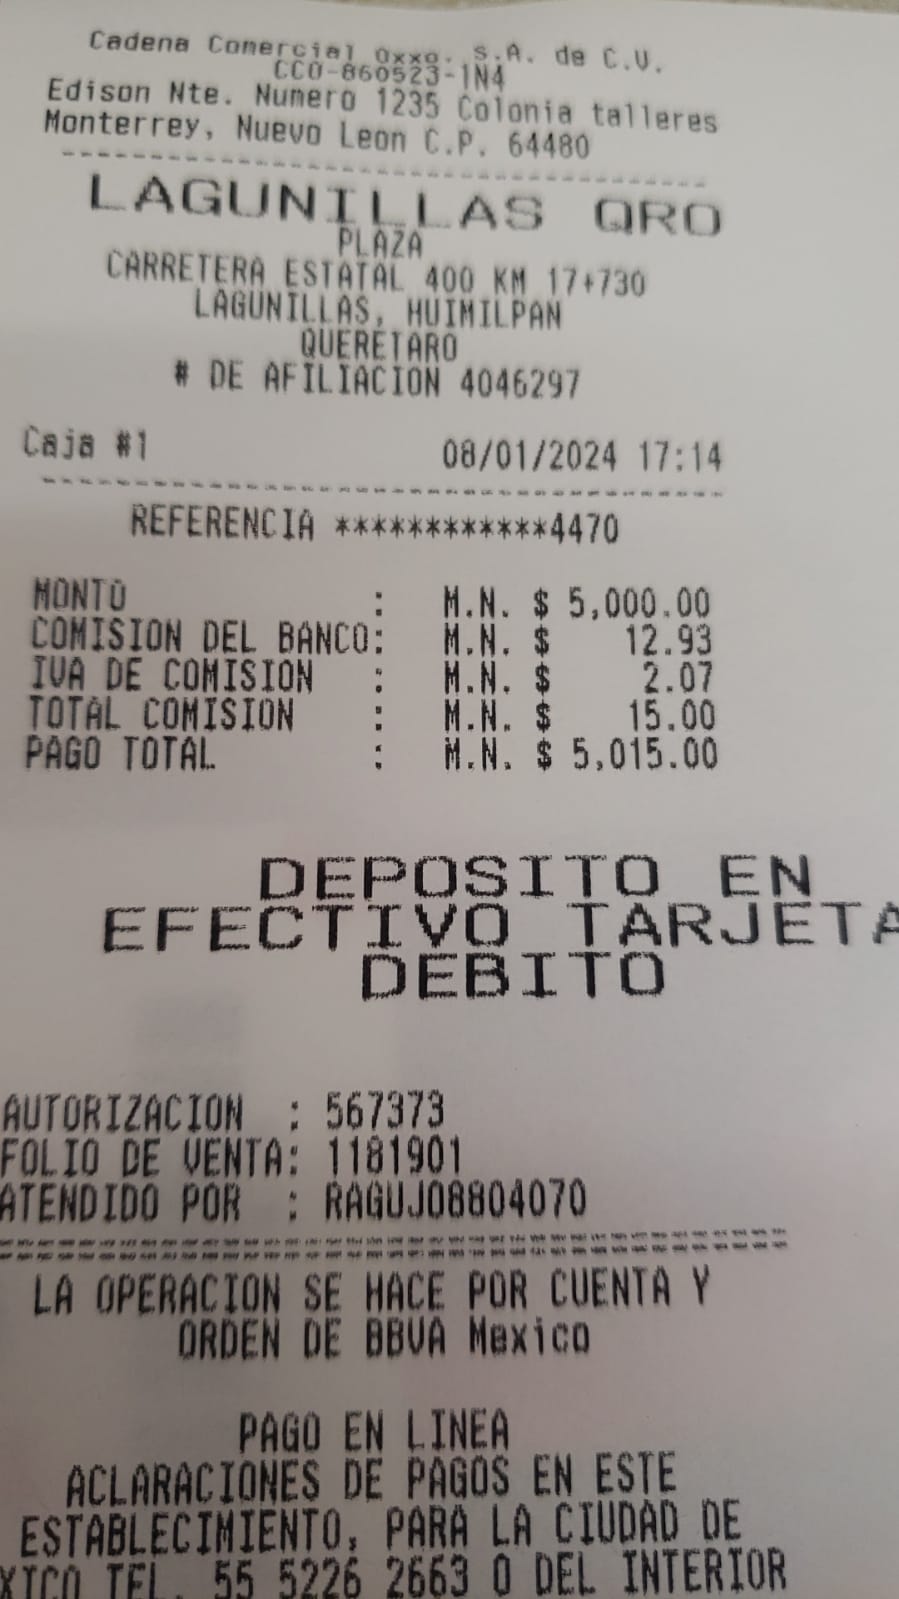 Cadena Comercial Oxxo. S.A. de C.V.
CCO-860523-1N4
Edison Nte. Numero 1235 Colonia talleres
Monterrey, Nuevo Leon C.P. 64480
LAGUNILLAS QRO
PLAZA
CARRETERA ESTATAL 400 KM 17+730
LAGUNILLAS, HUIMILPAN
QUERETARO
# DE AFILIACION 4046297
Caja #1 08/01/2024 17:14
REFERENCIA ************4470
MONTO : M.N. $ 5,000.00
COMISION DEL BANCO: M.N. $ 12.93
IVA DE COMISION : M.N. $ 2.07
TOTAL COMISION : M.N. $ 15.00
PAGO TOTAL : M.N. $ 5,015.00
DEPOSITO EN
EFECTIVO TARJETA
DEBITO
AUTORIZACION : 567373
FOLIO DE VENTA: 1181901
ATENDIDO POR : RAGUJO8804070
LA OPERACION SE HACE POR CUENTA Y
ORDEN DE BBVA Mexico
PAGO EN LINEA
ACLARACIONES DE PAGOS EN ESTE
ESTABLECIMIENTO, PARA LA CIUDAD DE
XICO TEL. 55 5226 2663 O DEL INTERIOR